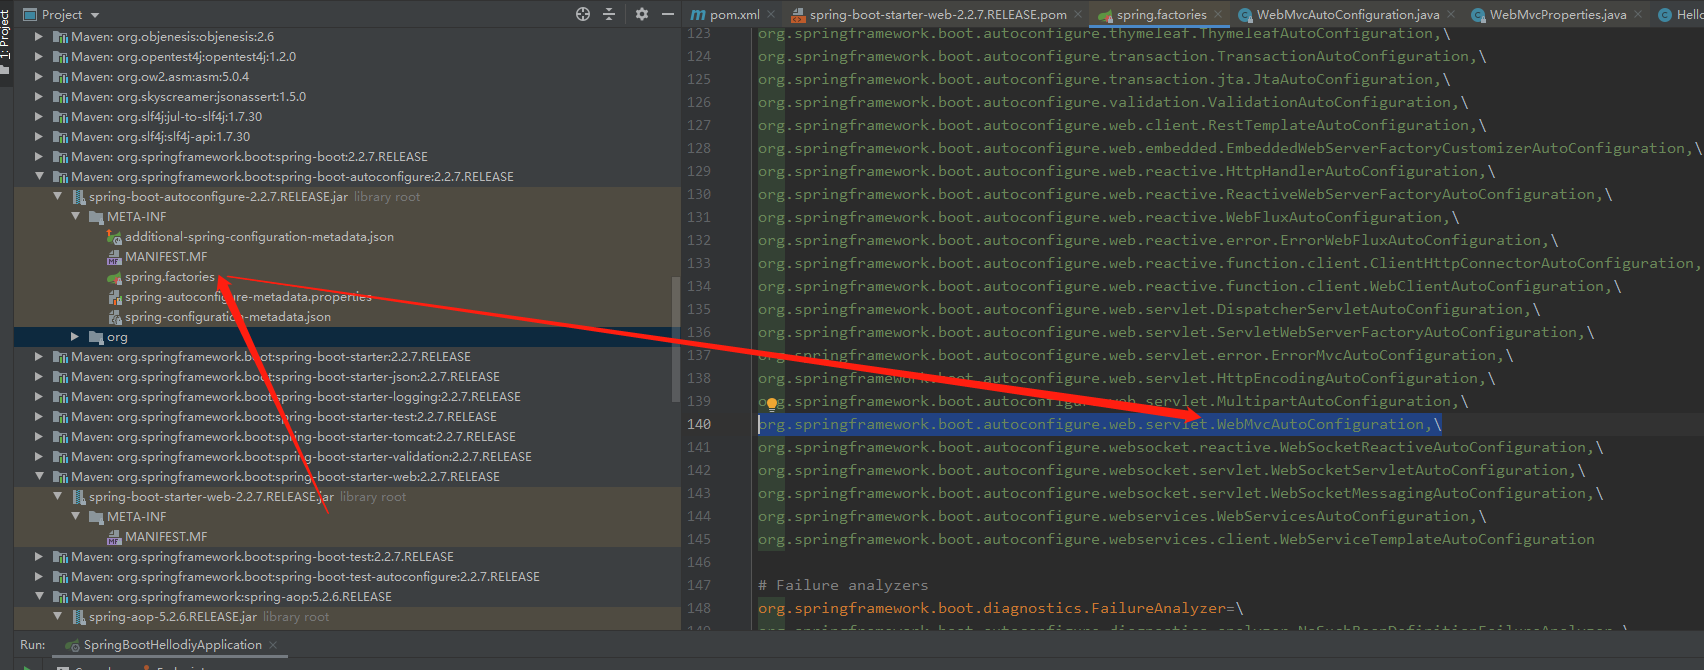 1: Project
Project
Maven: org.objenesis:objenesis:2.6
Maven: org.opentest4j:opentest4j:1.2.0
Maven: org.ow2.asm:asm:5.0.4
Maven: org.skyscreamer:jsonassert:1.5.0
Maven: org.slf4j:jul-to-slf4j:1.7.30
Maven: org.slf4j:slf4j-api:1.7.30
Maven: org.springframework.boot:spring-boot:2.2.7.RELEASE
Maven: org.springframework.boot:spring-boot-autoconfigure:2.2.7.RELEASE
spring-boot-autoconfigure-2.2.7.RELEASE.jar library root
META-INF
additional-spring-configuration-metadata.json
MANIFEST.MF
spring.factories
spring-autoconfigure-metadata.properties
spring-configuration-metadata.json
org
Maven: org.springframework.boot:spring-boot-starter:2.2.7.RELEASE
Maven: org.springframework.boot:spring-boot-starter-json:2.2.7.RELEASE
Maven: org.springframework.boot:spring-boot-starter-logging:2.2.7.RELEASE
Maven: org.springframework.boot:spring-boot-starter-test:2.2.7.RELEASE
Maven: org.springframework.boot:spring-boot-starter-tomcat:2.2.7.RELEASE
Maven: org.springframework.boot:spring-boot-starter-validation:2.2.7.RELEASE
Maven: org.springframework.boot:spring-boot-starter-web:2.2.7.RELEASE
spring-boot-starter-web-2.2.7.RELEASE.jar library root
META-INF
MANIFEST.MF
Maven: org.springframework.boot:spring-boot-test:2.2.7.RELEASE
Maven: org.springframework.boot:spring-boot-test-autoconfigure:2.2.7.RELEASE
Maven: org.springframework:spring-aop:5.2.6.RELEASE
spring-aop-5.2.6.RELEASE.jar library root
pom.xml spring-boot-starter-web-2.2.7.RELEASE.pom spring.factories WebMvcAutoConfiguration.java WebMvcProperties.java Hello
123 org.springframework.boot.autoconfigure.thymeleaf.ThymeleafAutoConfiguration,\
124 org.springframework.boot.autoconfigure.transaction.TransactionAutoConfiguration,\
125 org.springframework.boot.autoconfigure.transaction.jta.JtaAutoConfiguration,\
126 org.springframework.boot.autoconfigure.validation.ValidationAutoConfiguration,\
127 org.springframework.boot.autoconfigure.web.client.RestTemplateAutoConfiguration,\
128 org.springframework.boot.autoconfigure.web.embedded.EmbeddedWebServerFactoryCustomizerAutoConfiguration,\
129 org.springframework.boot.autoconfigure.web.reactive.HttpHandlerAutoConfiguration,\
130 org.springframework.boot.autoconfigure.web.reactive.ReactiveWebServerFactoryAutoConfiguration,\
131 org.springframework.boot.autoconfigure.web.reactive.WebFluxAutoConfiguration,\
132 org.springframework.boot.autoconfigure.web.reactive.error.ErrorWebFluxAutoConfiguration,\
133 org.springframework.boot.autoconfigure.web.reactive.function.client.ClientHttpConnectorAutoConfiguration,
134 org.springframework.boot.autoconfigure.web.reactive.function.client.WebClientAutoConfiguration,\
135 org.springframework.boot.autoconfigure.web.servlet.DispatcherServletAutoConfiguration,\
136 org.springframework.boot.autoconfigure.web.servlet.ServletWebServerFactoryAutoConfiguration,\
137 org.springframework.boot.autoconfigure.web.servlet.error.ErrorMvcAutoConfiguration,\
138 org.springframework.boot.autoconfigure.web.servlet.HttpEncodingAutoConfiguration,\
139 org.springframework.boot.autoconfigure.web.servlet.MultipartAutoConfiguration,\
140 org.springframework.boot.autoconfigure.web.servlet.WebMvcAutoConfiguration,\
141 org.springframework.boot.autoconfigure.websocket.reactive.WebSocketReactiveAutoConfiguration,\
142 org.springframework.boot.autoconfigure.websocket.servlet.WebSocketServletAutoConfiguration,\
143 org.springframework.boot.autoconfigure.websocket.servlet.WebSocketMessagingAutoConfiguration,\
144 org.springframework.boot.autoconfigure.webservices.WebServicesAutoConfiguration,\
145 org.springframework.boot.autoconfigure.webservices.client.WebServiceTemplateAutoConfiguration
146
147 # Failure analyzers
148 org.springframework.boot.diagnostics.FailureAnalyzer=\
Run: SpringBootHellodiyApplication